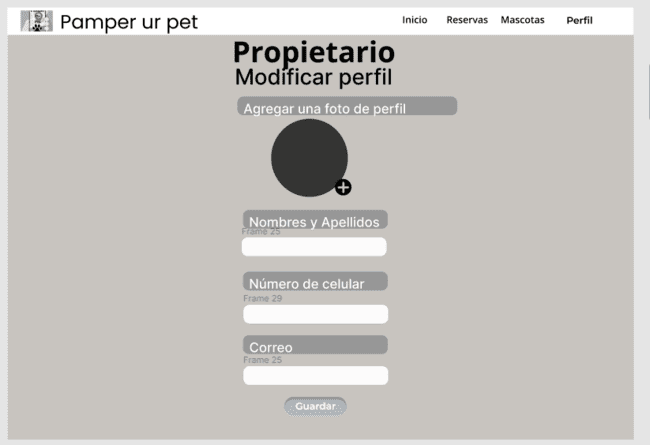 Pamper ur pet
Inicio Reservas Mascotas Perfil
Propietario
Modificar perfil
Agregar una foto de perfil
Nombres y Apellidos
Frame 25
Número de celular
Frame 29
Correo
Frame 25
Guardar